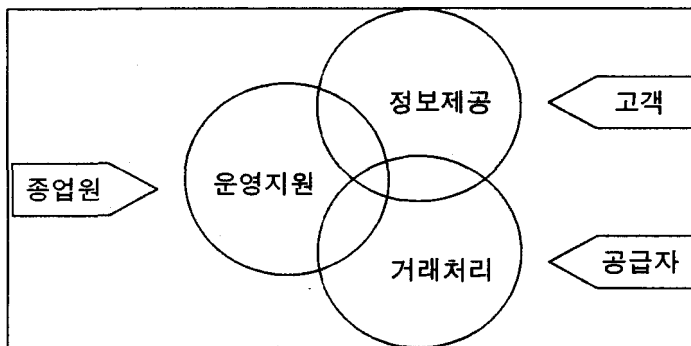 정보제공
고객
종업원
운영지원
거래처리
공급자